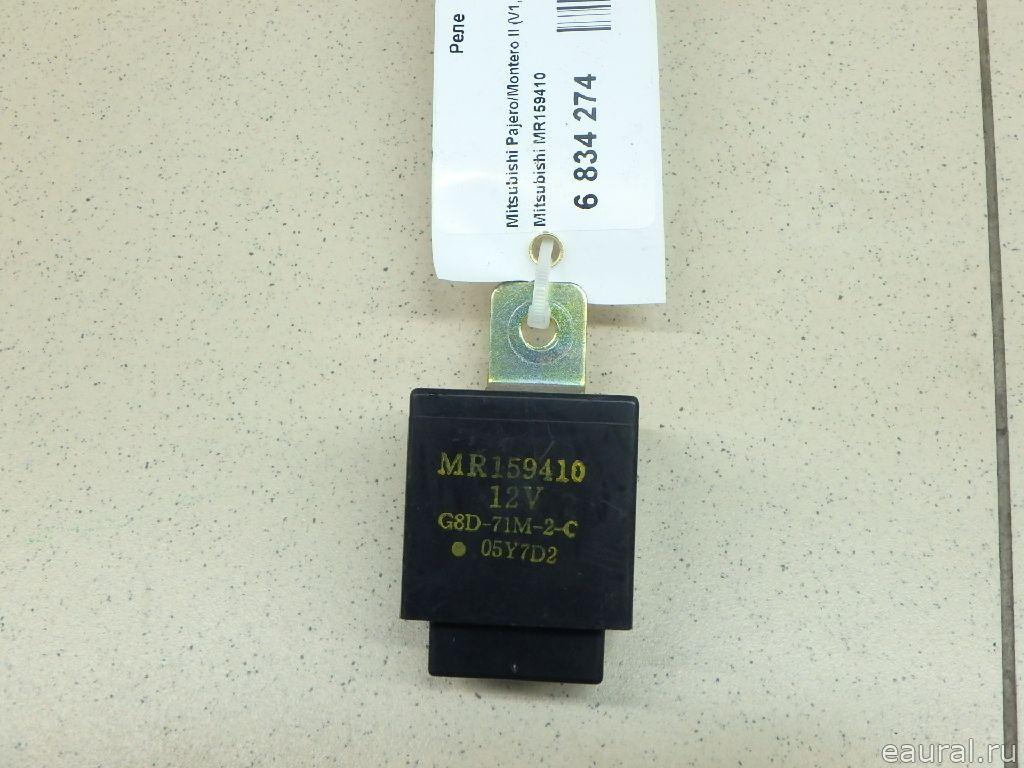 Реле
Mitsubishi Pajero/Montero II (V1,
Mitsubishi MR159410
6 834 274
MR159410
12V
G8D-71M-2-C
05Y7D2
eaural.ru